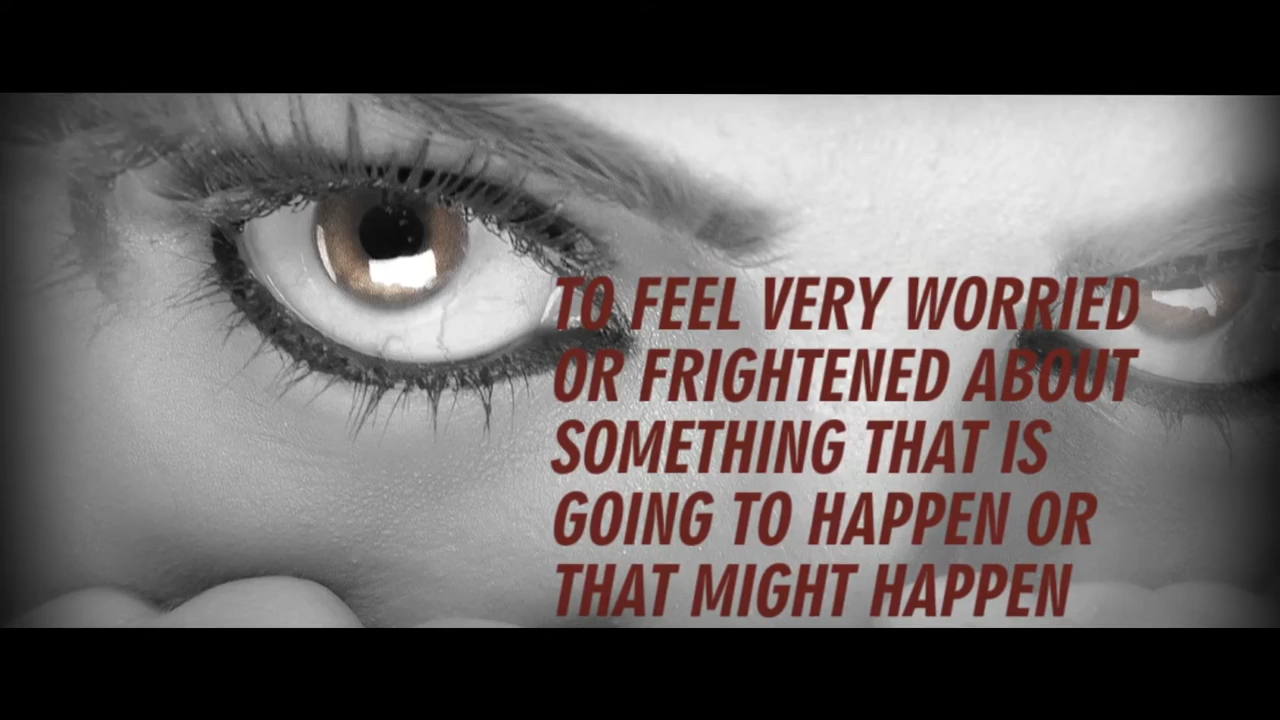 TO FEEL VERY WORRIED
OR FRIGHTENED ABOUT
SOMETHING THAT IS
GOING TO HAPPEN OR
THAT MIGHT HAPPEN